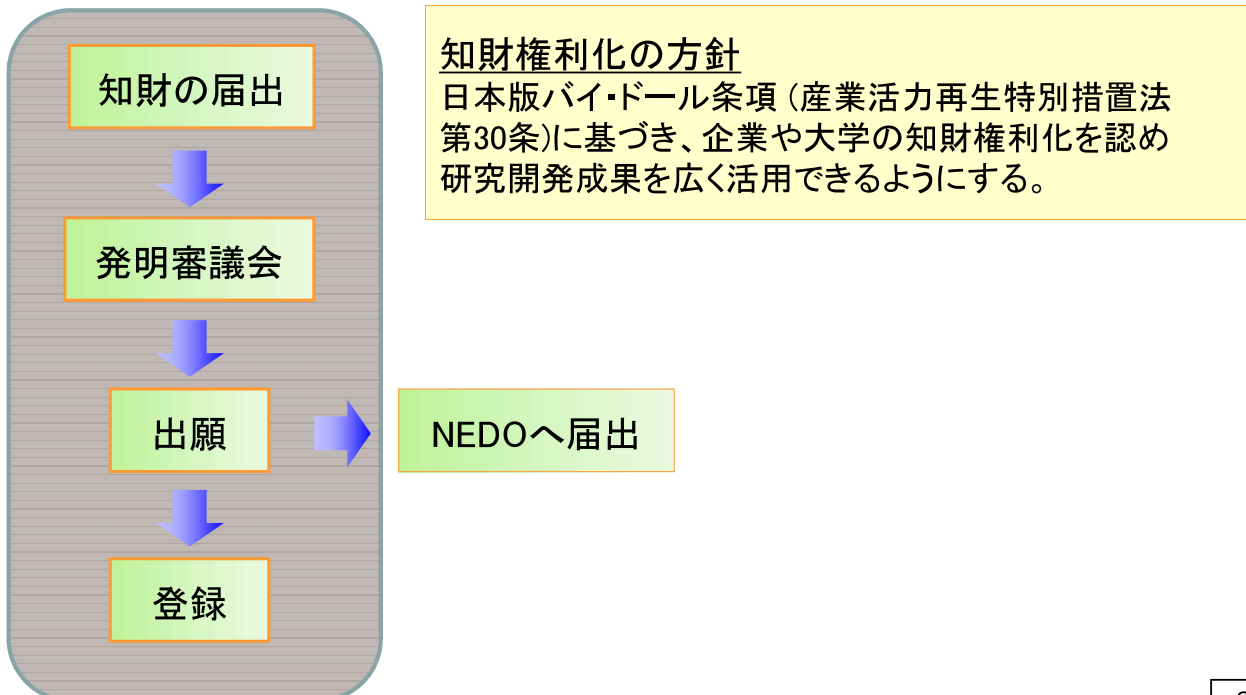 知財の届出
発明審議会
出願
NEDOへ届出
登録
知財権利化の方針
日本版バイ・ドール条項(産業活力再生特別措置法
第30条)に基づき、企業や大学の知財権利化を認め
研究開発成果を広く活用できるようにする。